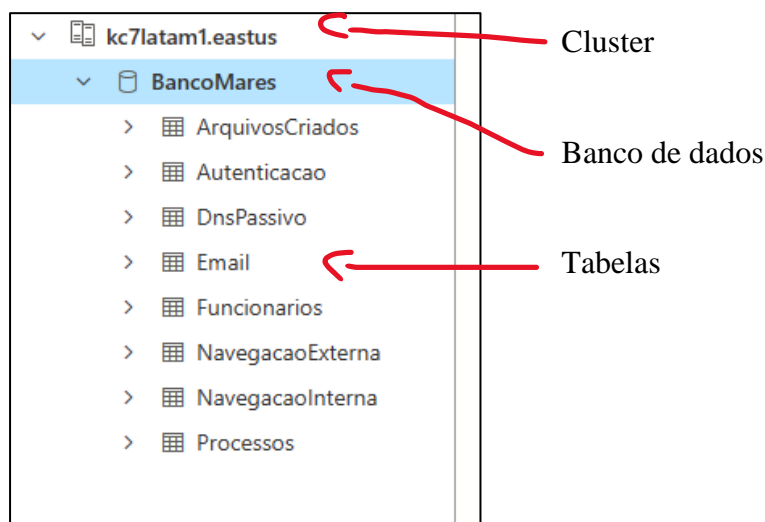 kc7latam1.eastus
Cluster
BancoMares
ArquivosCriados
Banco de dados
Autenticacao
DnsPassivo
Email
Tabelas
Funcionarios
NavegacaoExterna
NavegacaoInterna
Processos